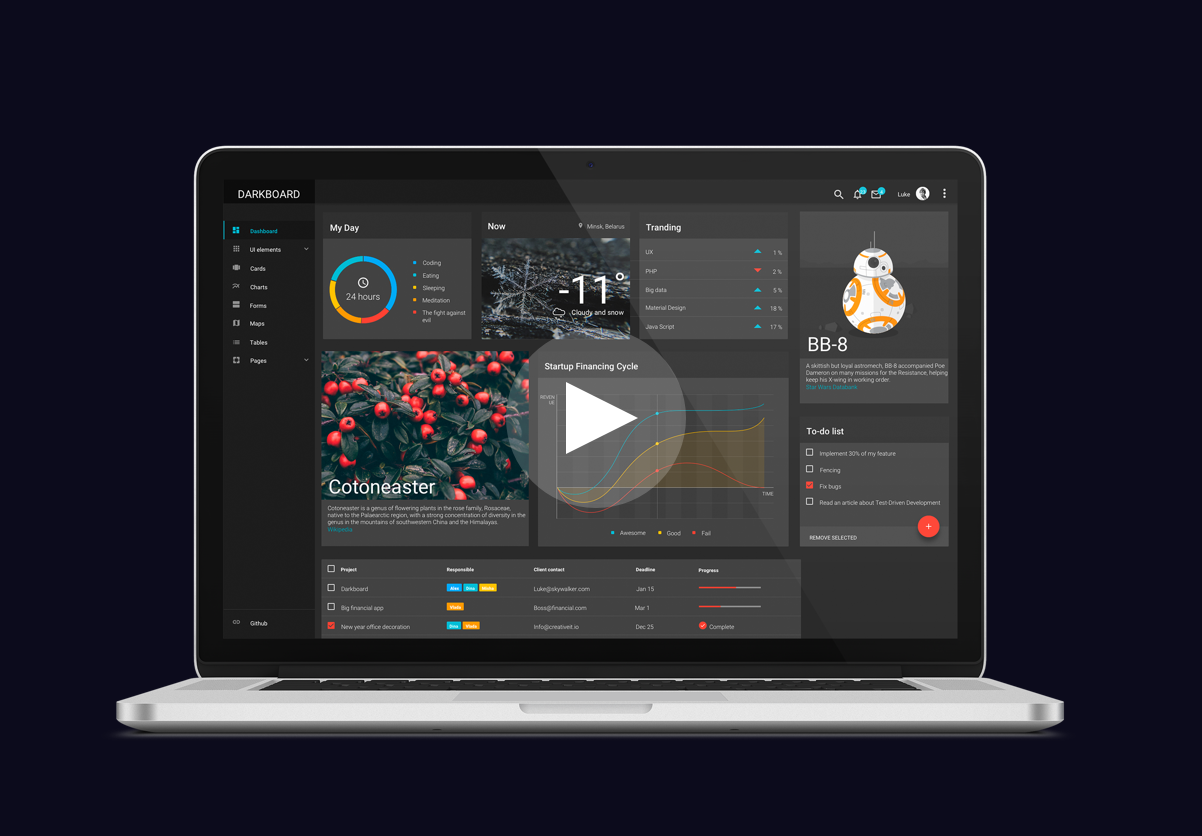 DARKBOARD
Luke
Dashboard
UI elements
Cards
Charts
Forms
Maps
Tables
Pages
Github
My Day
24 hours
Coding
Eating
Sleeping
Meditation
The fight against
evil
Now
Minsk, Belarus
-11°
Cloudy and snow
Tranding
UX 1 %
PHP 2 %
Big data 5 %
Material Design 18 %
Java Script 17 %
BB-8
A skittish but loyal astromech, BB-8 accompanied Poe
Dameron on many missions for the Resistance, helping
keep his X-wing in working order.
Star Wars Databank
Cotoneaster
Cotoneaster is a genus of flowering plants in the rose family, Rosaceae,
native to the Palaearctic region, with a strong concentration of diversity in the
genus in the mountains of southwestern China and the Himalayas.
Wikipedia
Startup Financing Cycle
REVEN
UE
TIME
Awesome Good Fail
To-do list
Implement 30% of my feature
Fencing
Fix bugs
Read an article about Test-Driven Development
REMOVE SELECTED
Project Responsible Client contact Deadline Progress
Darkboard Luke@skywalker.com Jan 15
Big financial app Vlada Boss@financial.com Mar 1
New year office decoration Dms Vlada Info@creativeit.io Dec 25 Complete